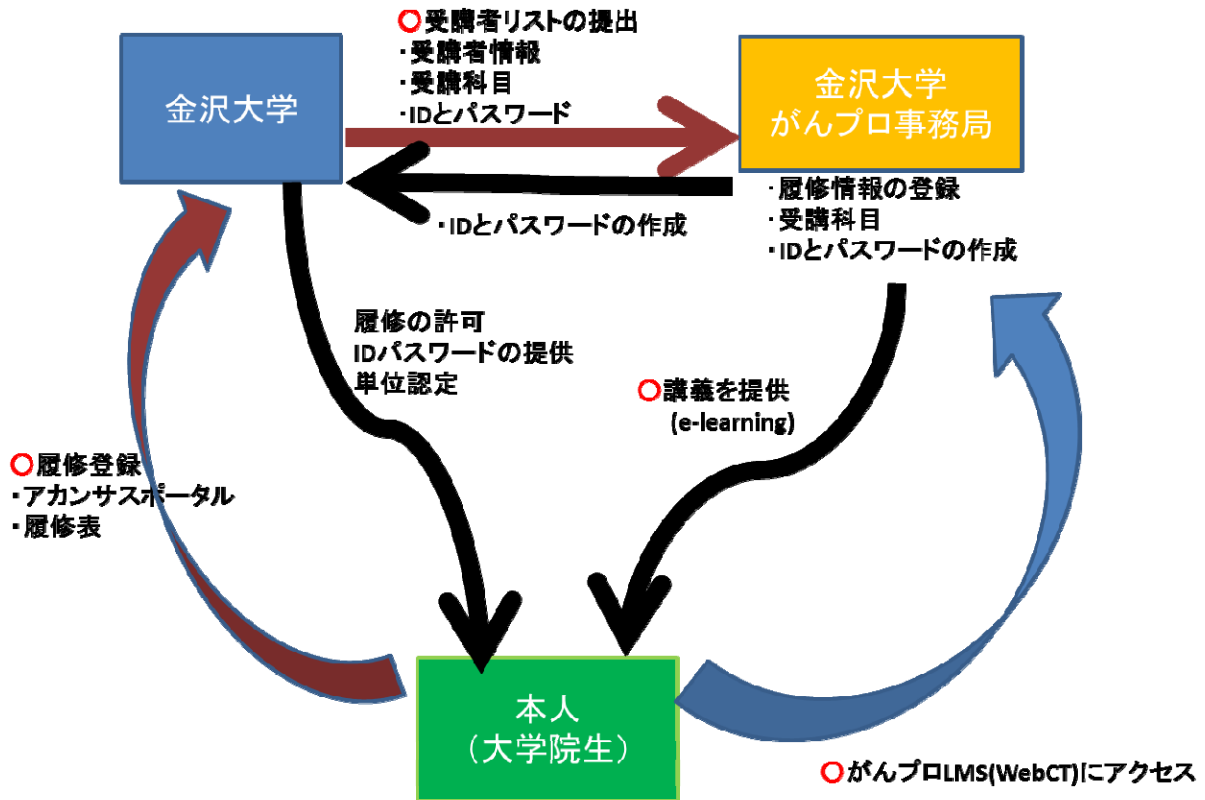 ○受講者リストの提出
・受講者情報
・受講科目
・IDとパスワード
金沢大学
金沢大学
がんプロ事務局
・IDとパスワードの作成
・履修情報の登録
・受講科目
・IDとパスワードの作成
履修の許可
IDパスワードの提供
単位認定
○講義を提供
(e-learning)
○履修登録
・アカンサスポータル
・履修表
本人
（大学院生）
○がんプロLMS(WebCT)にアクセス